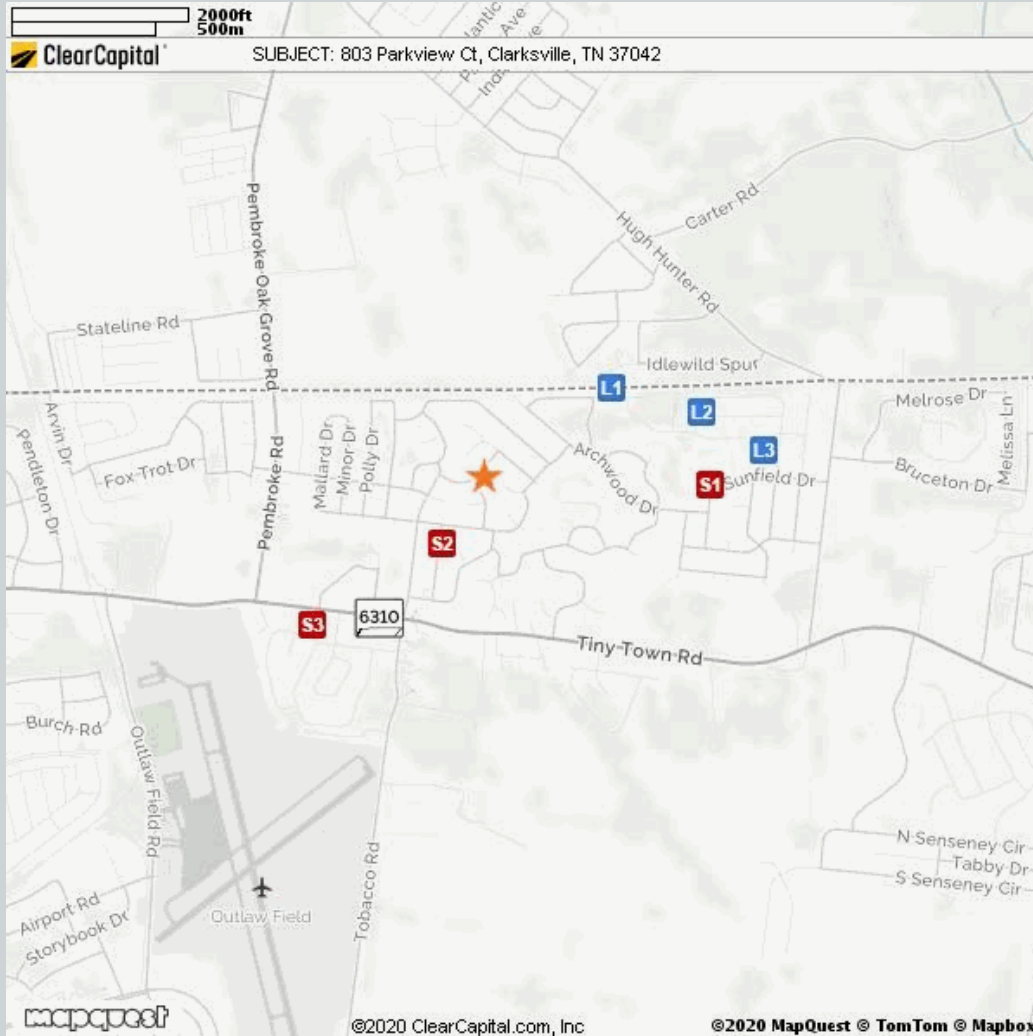 2000ft
500m
ClearCapital
SUBJECT: 803 Parkview Ct, Clarksville, TN 37042
Ave
Carter Rd
Hugh Hunter Rd
Pembroke Oak Grove Rd
Stateline Rd
Idlewild Spur
L1
L2
L3
Melrose Dr
Melissa Ln
Arvin Dr
Pendleton Dr
Fox Trot Dr
Pembroke Rd
Mallard Dr
Minor Dr
Polly Dr
Archwood Dr
S1
Sunfield Dr
Bruceton Dr
S2
S3
6310
Tiny Town Rd
Burch Rd
Outlaw Field Rd
Tobacco Rd
N Senseney Cir
Tabby Dr
S Senseney Cir
Airport Rd
Storybook Dr
Outlaw Field
mapquest
©2020 ClearCapital.com, Inc
©2020 MapQuest © TomTom © Mapbox